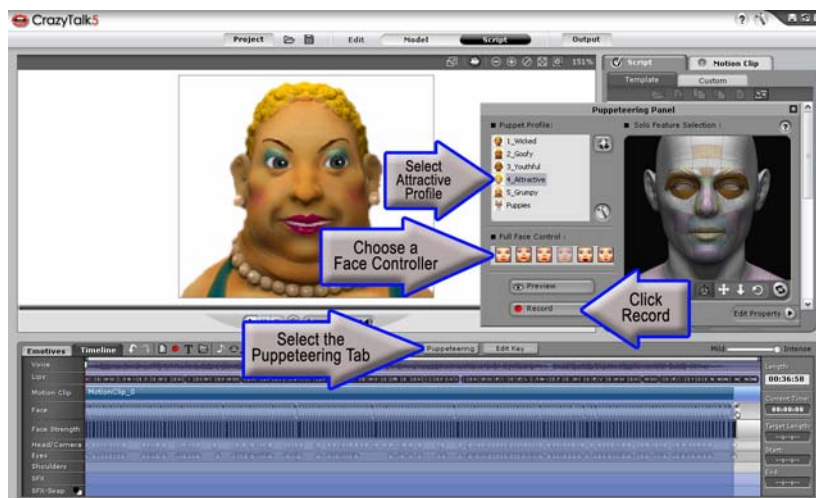 CrazyTalk5
Project
Edit
Model
Script
Output
151%
Script
Motion Clip
Template
Custom
Puppeteering Panel
Puppet Profile:
Solo Feature Selection :
1_Wicked
2_Goofy
3_Youthful
4_Attractive
5_Grumpy
Puppies
Select
Attractive
Profile
Full Face Control :
Choose a
Face Controller
Preview
Record
Click
Record
Edit Property
Select the
Puppeteering Tab
Emotives
Timeline
Puppeteering
Edit Key
Mild
Intense
Voice
Lips
Motion Clip
MotionClip_0
Face
Face Strength
Head/Camera
Eyes
Shoulders
SFX
SFX-Swap
Length:
00:36:58
Current Time:
00:00:00
Target Length:
--:--:--
Start:
--:--:--
End:
--:--:--